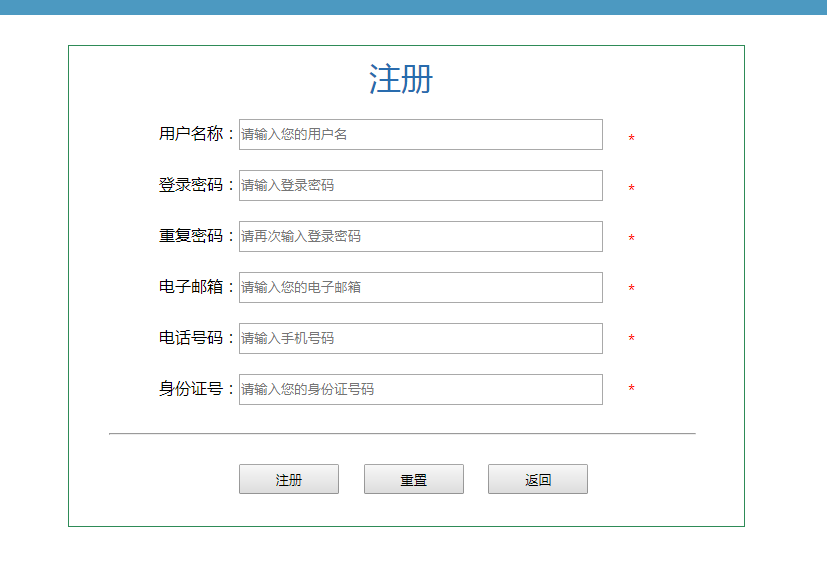 注册
用户名称：请输入您的用户名 *
登录密码：请输入登录密码 *
重复密码：请再次输入登录密码 *
电子邮箱：请输入您的电子邮箱 *
电话号码：请输入手机号码 *
身份证号：请输入您的身份证号码 *
注册 重置 返回